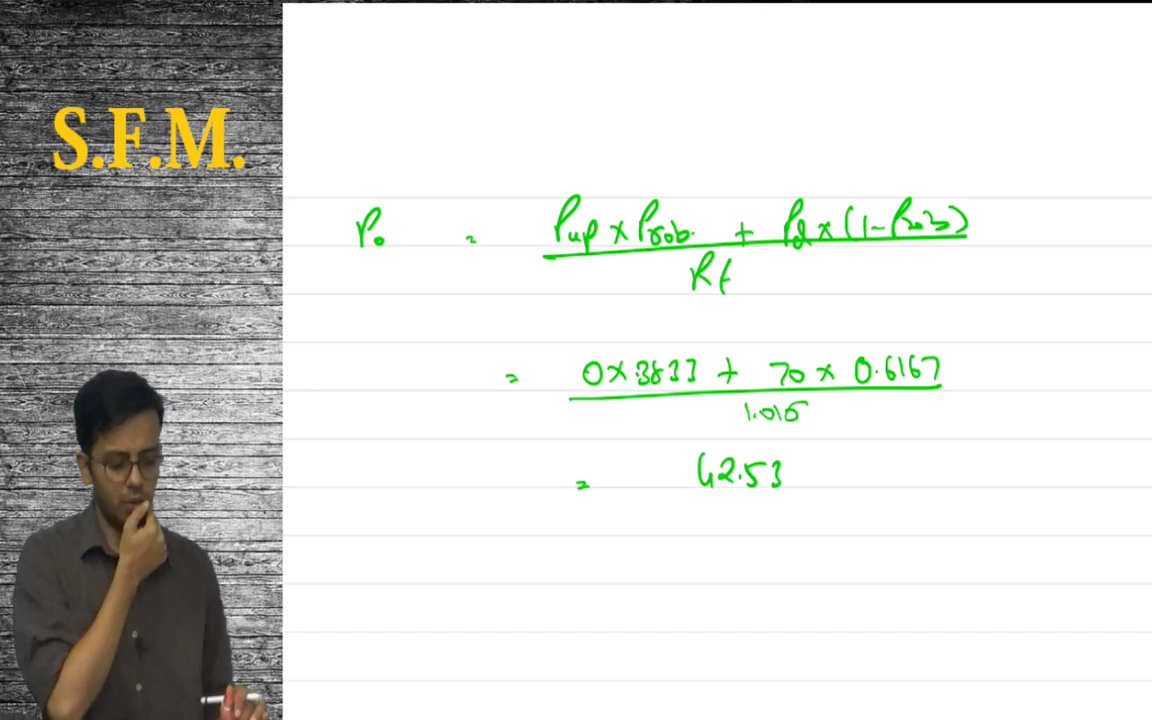 S.F.M.
P₀ = Pup × Prob. + Pd × (1 - Prob)
Rf
= 0 × .3833 + 70 × 0.6167
1.015
= 42.53